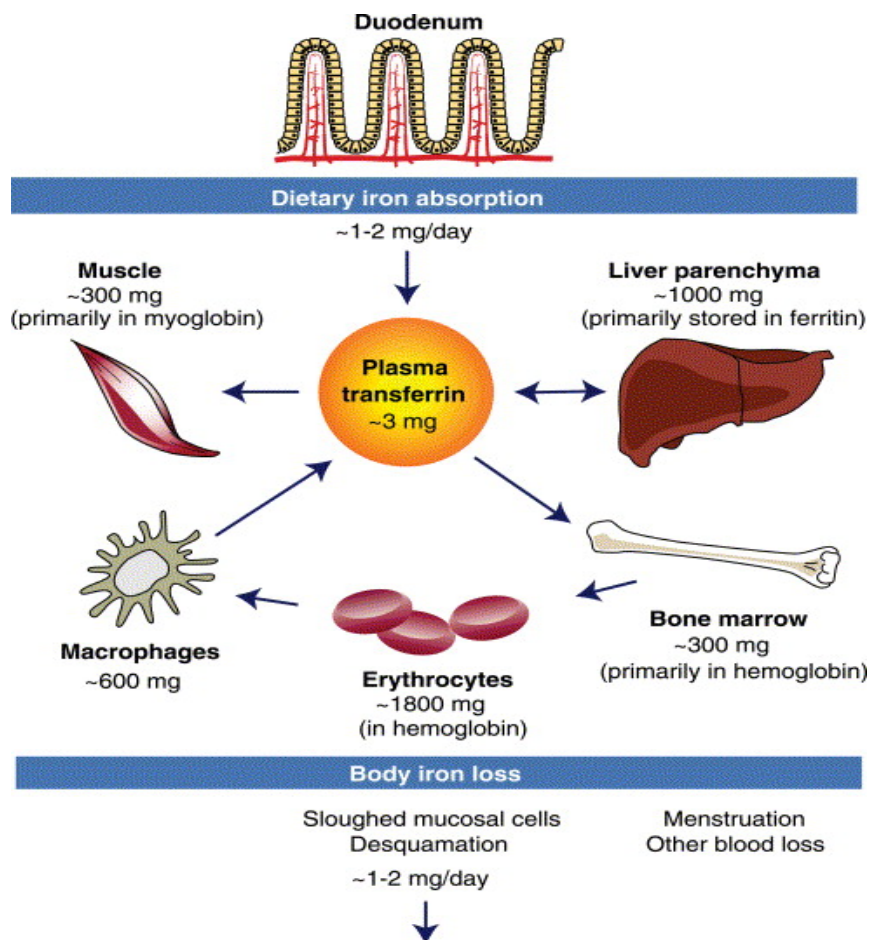 Duodenum
Dietary iron absorption
~1-2 mg/day
Muscle
~300 mg
(primarily in myoglobin)
Liver parenchyma
~1000 mg
(primarily stored in ferritin)
Plasma
transferrin
~3 mg
Macrophages
~600 mg
Erythrocytes
~1800 mg
(in hemoglobin)
Bone marrow
~300 mg
(primarily in hemoglobin)
Body iron loss
Sloughed mucosal cells
Desquamation
~1-2 mg/day
Menstruation
Other blood loss